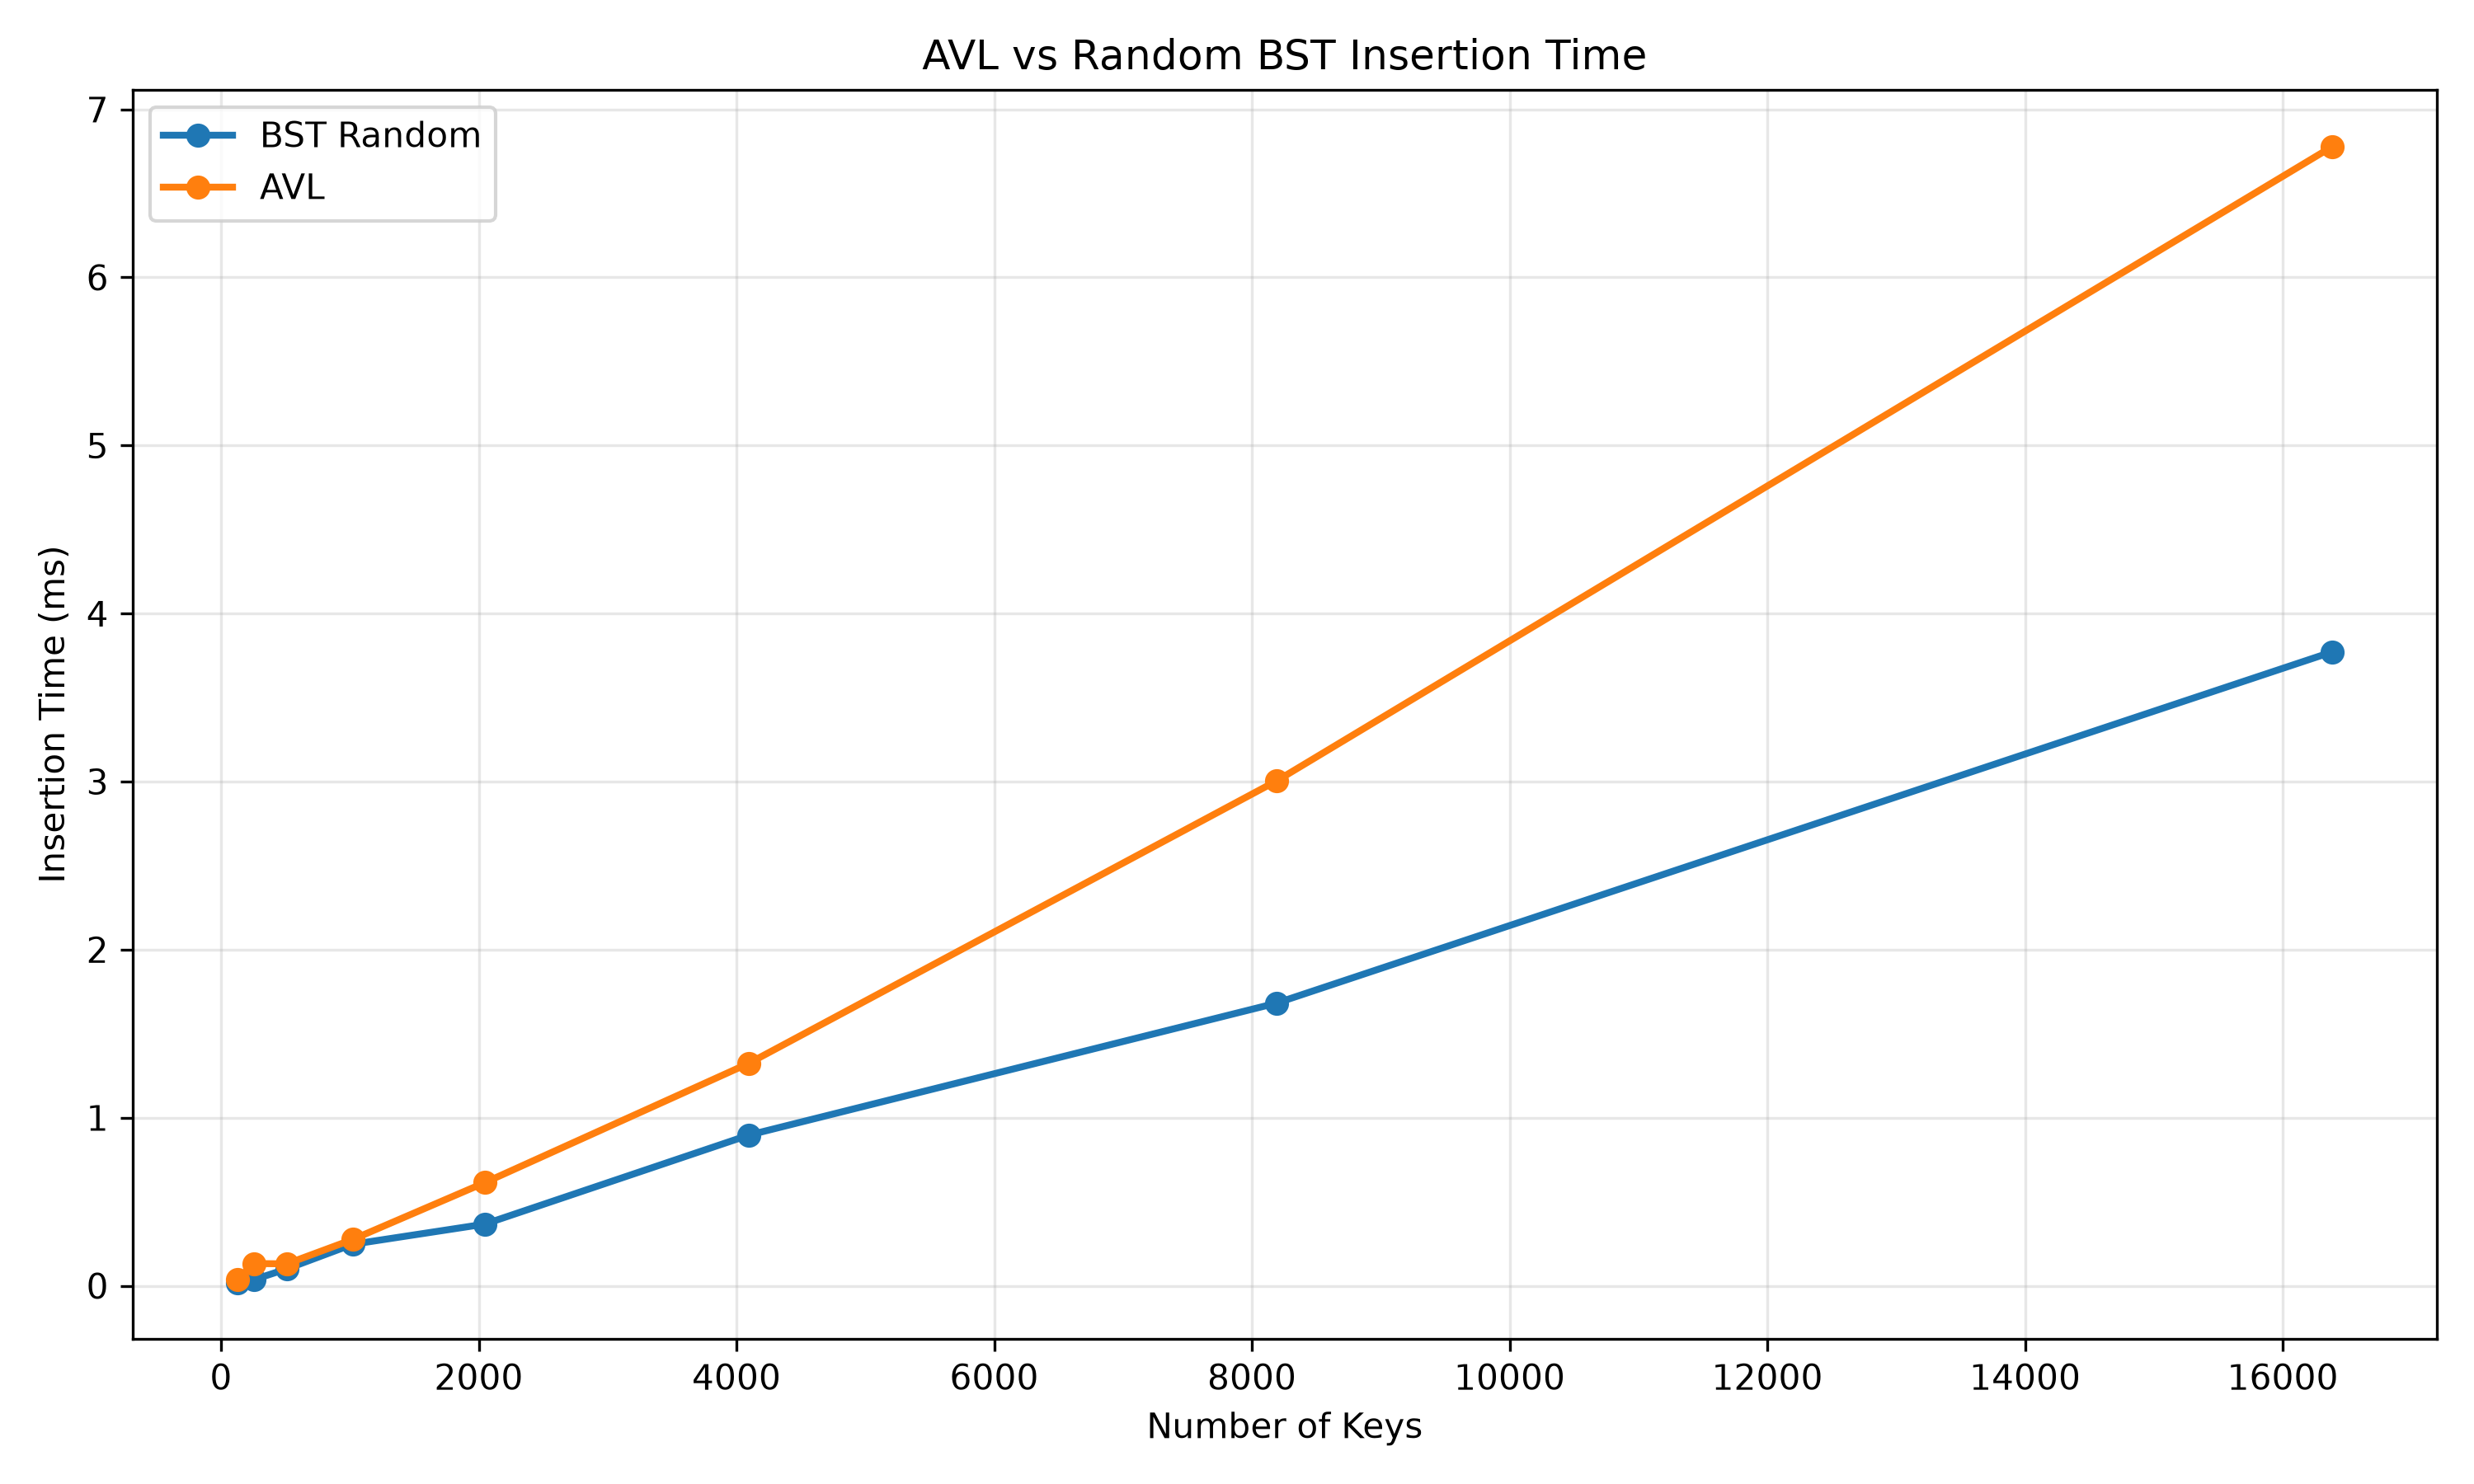 AVL vs Random BST Insertion Time
BST Random
AVL
7
6
5
4
3
2
1
0
Insertion Time (ms)
0 2000 4000 6000 8000 10000 12000 14000 16000
Number of Keys